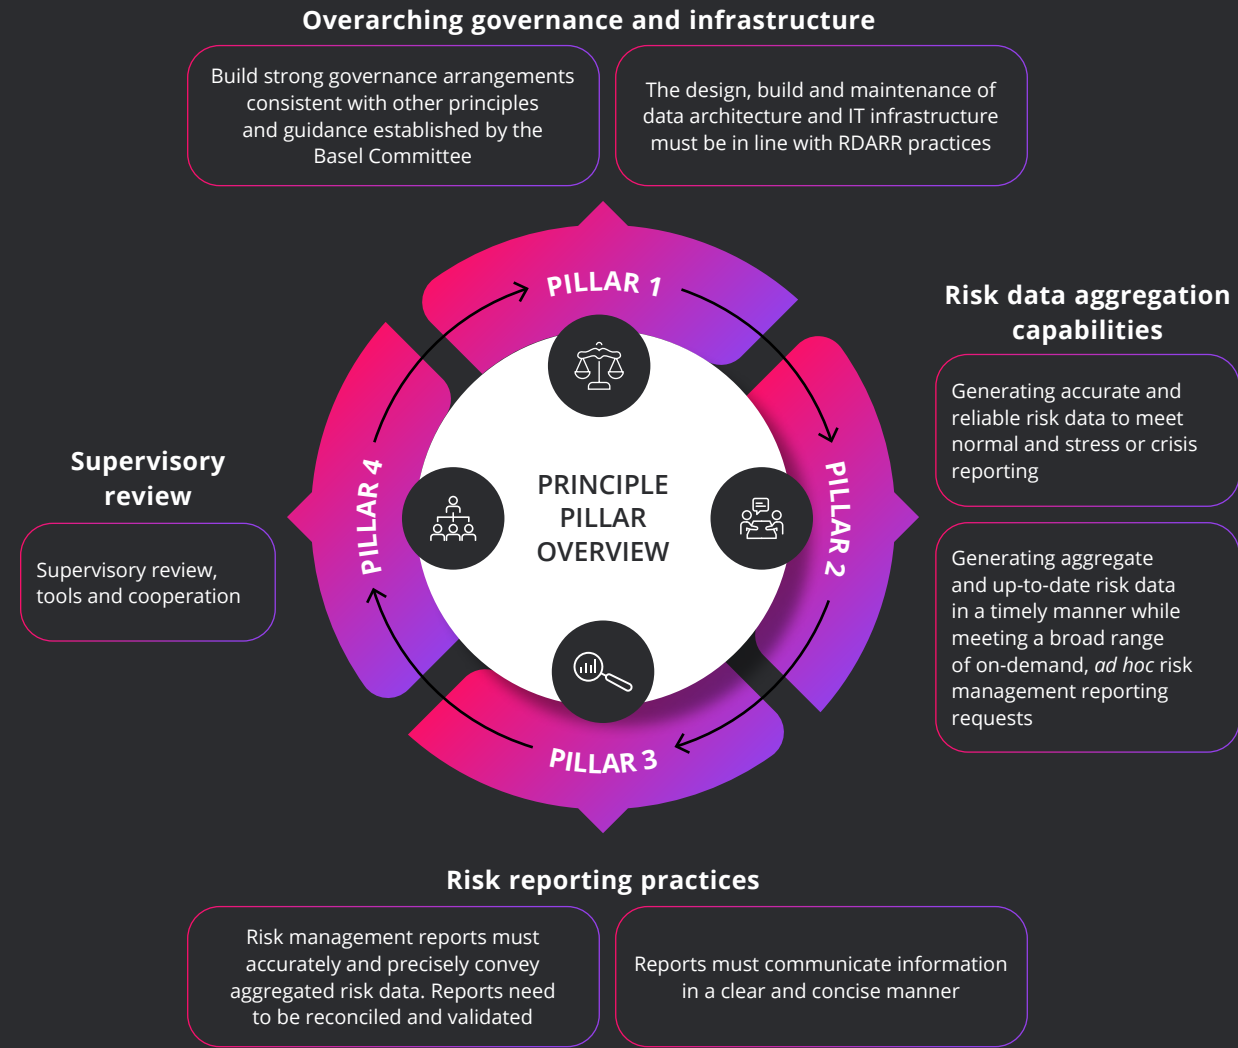 Overarching governance and infrastructure
Build strong governance arrangements
consistent with other principles
and guidance established by the
Basel Committee
The design, build and maintenance of
data architecture and IT infrastructure
must be in line with RDARR practices
PILLAR 1
Risk data aggregation
capabilities
Generating accurate and
reliable risk data to meet
normal and stress or crisis
reporting
Generating aggregate
and up-to-date risk data
in a timely manner while
meeting a broad range
of on-demand, ad hoc risk
management reporting
requests
PILLAR 2
PRINCIPLE
PILLAR
OVERVIEW
Supervisory
review
Supervisory review,
tools and cooperation
PILLAR 4
PILLAR 3
Risk reporting practices
Risk management reports must
accurately and precisely convey
aggregated risk data. Reports need
to be reconciled and validated
Reports must communicate information
in a clear and concise manner